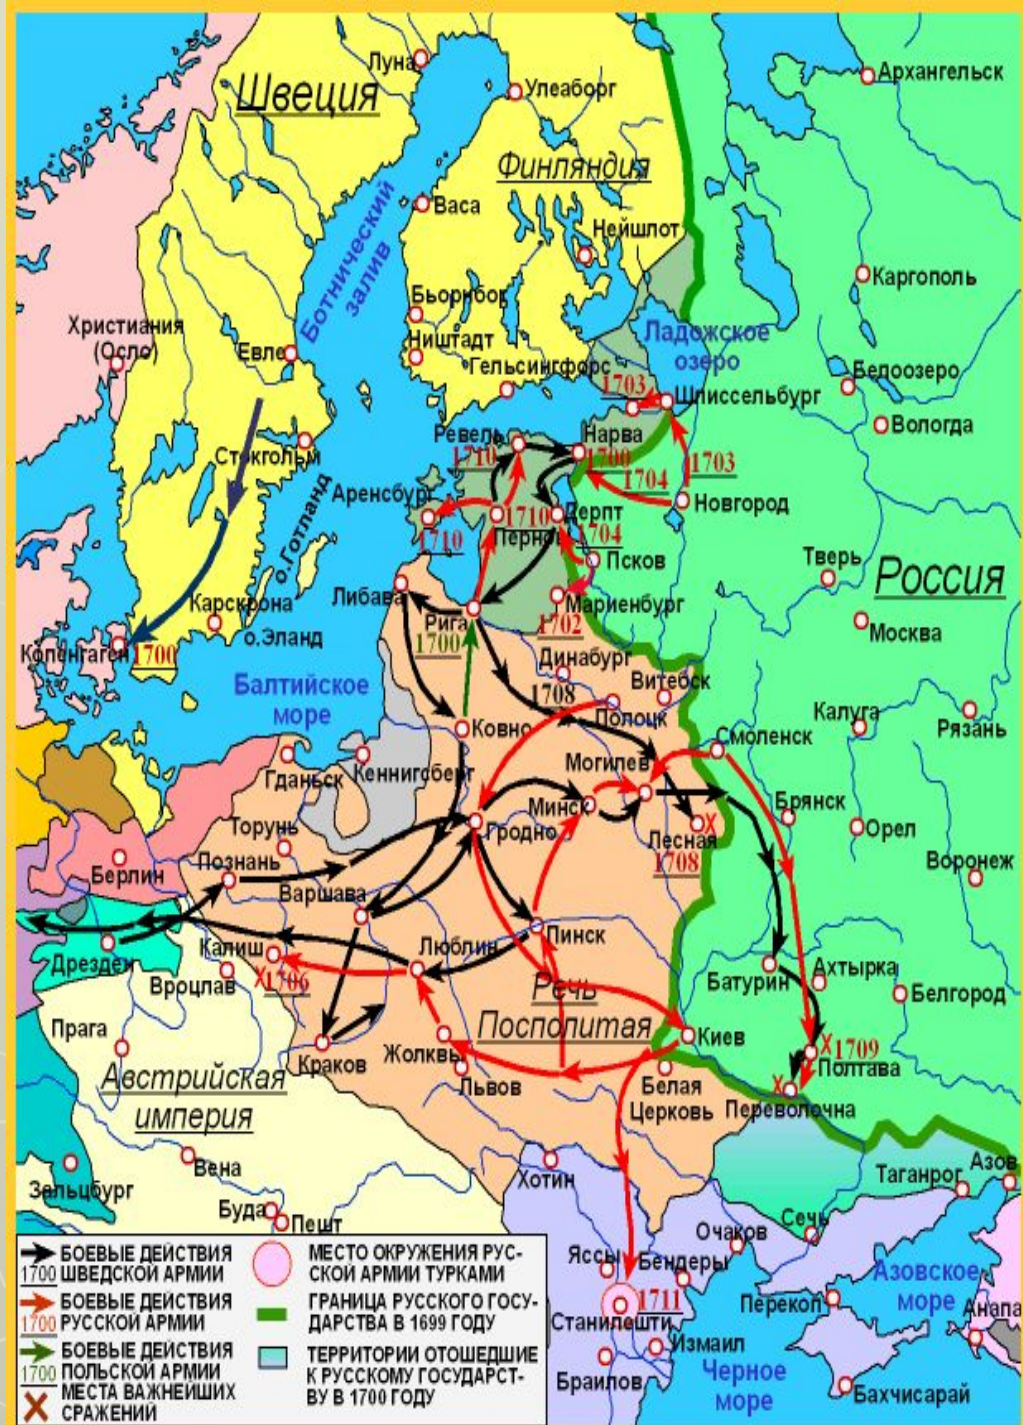 Луна
Архангельск
Швеция
Улеаборг
Финляндия
Васа
Нейшлот
Ботнический
залив
Каргополь
Бьорнборг
Христиания
(Осло)
Ладожское
озеро
Евле
Ништадт
Гельсингфорс
Белоозеро
1703
Шлиссельбург
Вологда
Ревель
Нарва
1710
1700
Стокгольм
1703
1704
Аренсбург
Новгород
1710
Дерпт
1710
Пернов
1704
о.Готланд
Псков
Тверь
Россия
Либава
Мариенбург
Карскрона
Рига
1702
Москва
о.Эланд
1700
Копенгаген
1700
Динабург
Балтийское
море
1708
Витебск
Полоцк
Калуга
Рязань
Ковно
Смоленск
Гданьск
Кеннигсберг
Могилев
Минск
Брянск
Торунь
Гродно
Лесная
Орел
1708
Берлин
Познань
Воронеж
Варшава
Калиш
Люблин
Пинск
Дрезден
Батурин
Ахтырка
Вроцлав
1706
Речь
Посполитая
Белгород
Прага
Киев
Краков
Жолквы
1709
Полтава
Австрийская
империя
Львов
Белая
Церковь
Переволочна
Вена
Хотин
Азов
Таганрог
Зальцбург
Буда
Пешт
Сечь
Очаков
Яссы
Бендеры
Азовское
море
1711
Перекоп
Анапа
Станилешти
Измаил
Браилов
Черное
море
Бахчисарай
БОЕВЫЕ ДЕЙСТВИЯ
1700 ШВЕДСКОЙ АРМИИ
БОЕВЫЕ ДЕЙСТВИЯ
1700 РУССКОЙ АРМИИ
БОЕВЫЕ ДЕЙСТВИЯ
1700 ПОЛЬСКОЙ АРМИИ
МЕСТА ВАЖНЕЙШИХ
СРАЖЕНИЙ
МЕСТО ОКРУЖЕНИЯ РУС-
СКОЙ АРМИИ ТУРКАМИ
ГРАНИЦА РУССКОГО ГОСУ-
ДАРСТВА В 1699 ГОДУ
ТЕРРИТОРИИ ОТОШЕДШИЕ
К РУССКОМУ ГОСУДАРСТ-
ВУ В 1700 ГОДУ